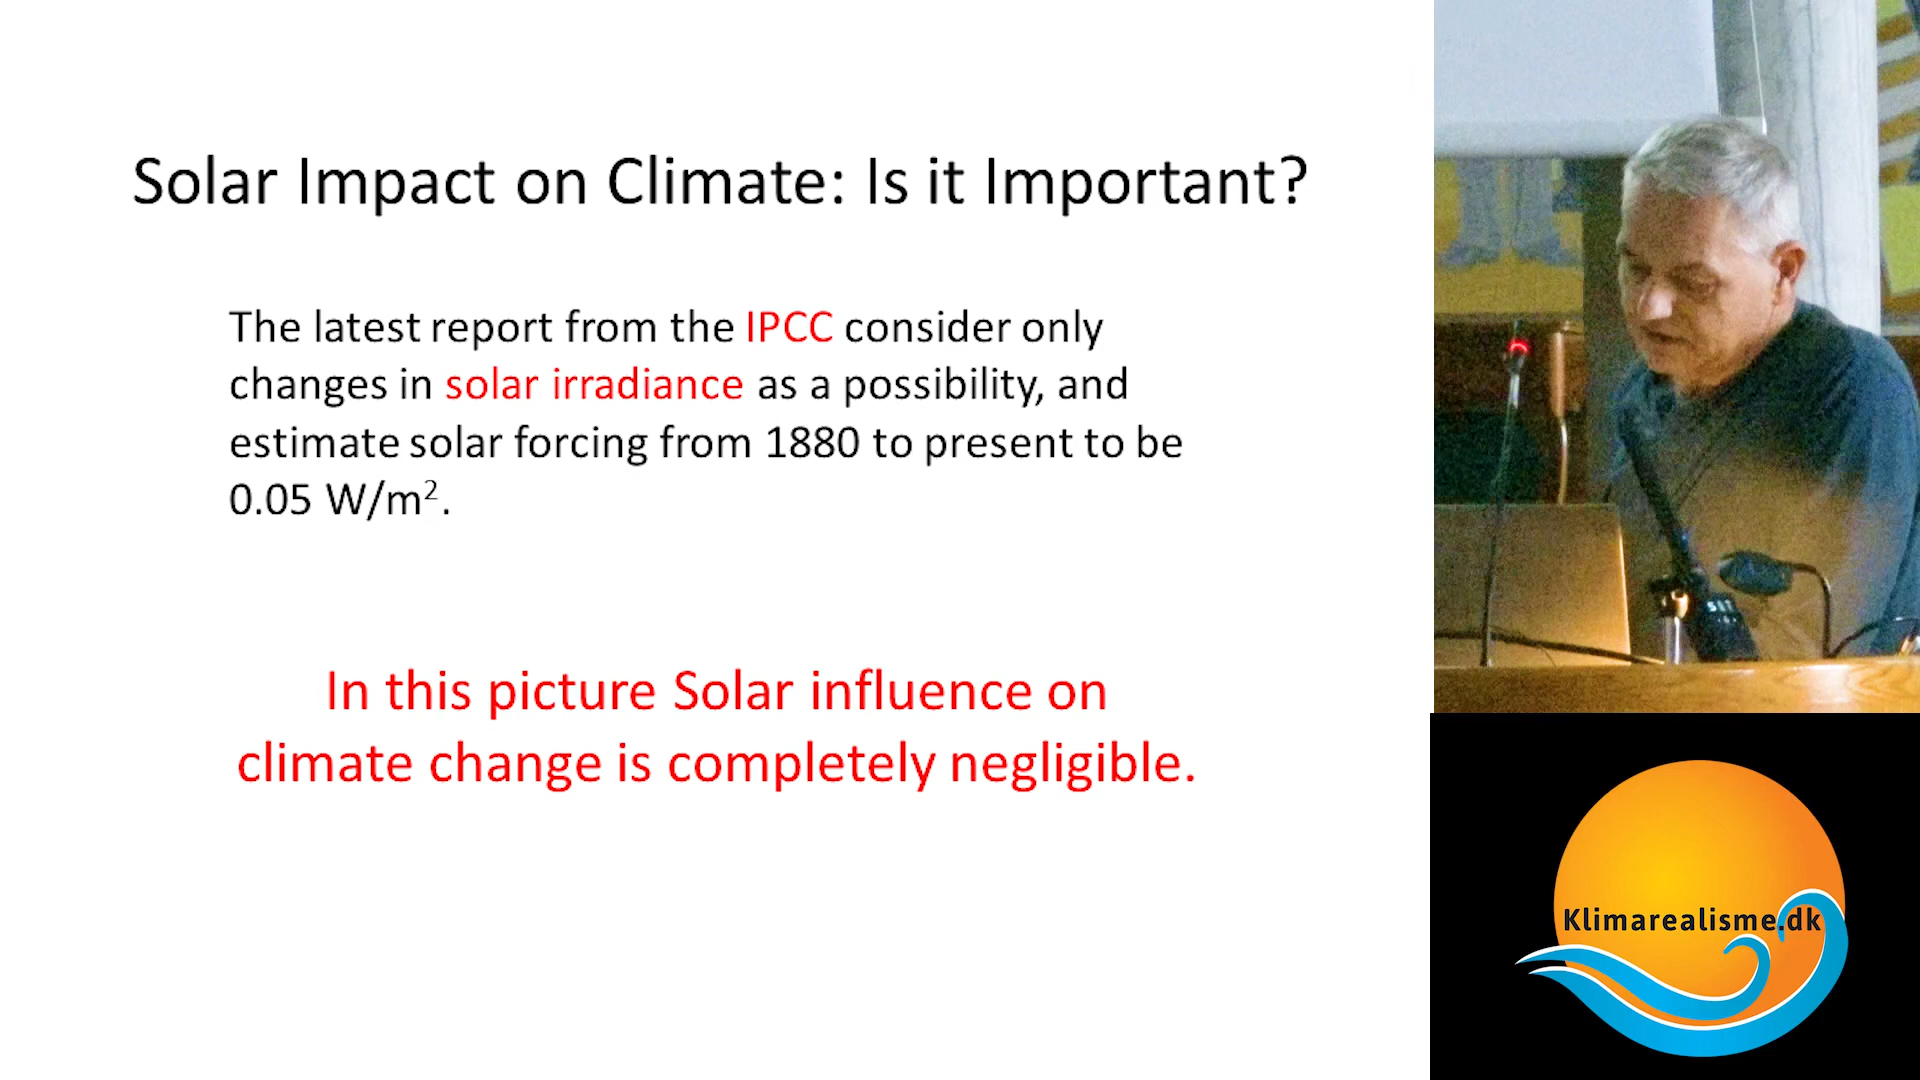 Solar Impact on Climate: Is it Important?
The latest report from the IPCC consider only
changes in solar irradiance as a possibility, and
estimate solar forcing from 1880 to present to be
0.05 W/m².
In this picture Solar influence on
climate change is completely negligible.
Klimarealisme.dk